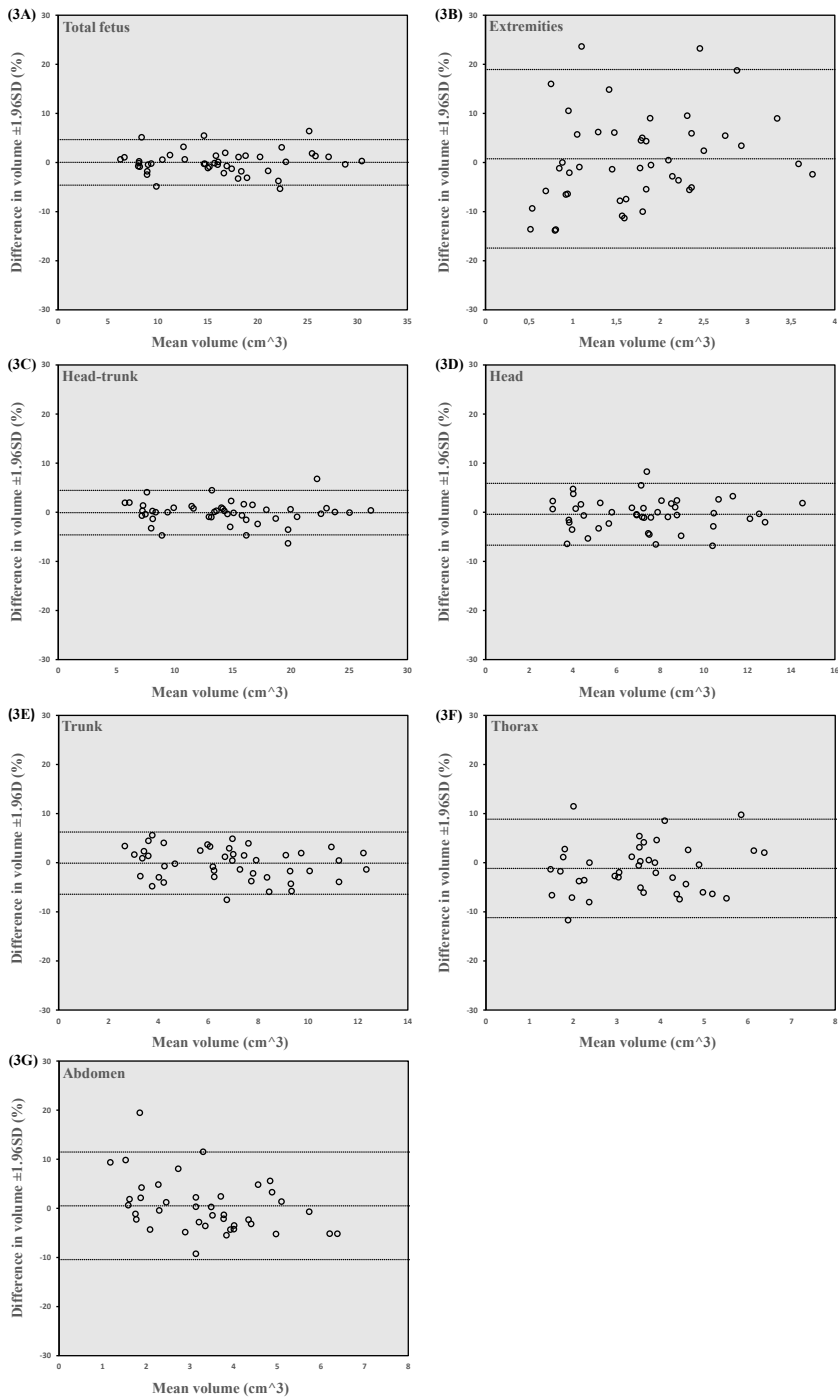 (3A)
Total fetus
Difference in volume ±1.96SD (%)
30
20
10
0
-10
-20
-30
0 5 10 15 20 25 30 35
Mean volume (cm^3)
(3B)
Extremities
Difference in volume ±1.96SD (%)
30
20
10
0
-10
-20
-30
0 0,5 1 1,5 2 2,5 3 3,5 4
Mean volume (cm^3)
(3C)
Head-trunk
Difference in volume ±1.96SD (%)
30
20
10
0
-10
-20
-30
0 5 10 15 20 25 30
Mean volume (cm^3)
(3D)
Head
Difference in volume ±1.96SD (%)
30
20
10
0
-10
-20
-30
0 2 4 6 8 10 12 14 16
Mean volume (cm^3)
(3E)
Trunk
Difference in volume ±1.96D (%)
30
20
10
0
-10
-20
-30
0 2 4 6 8 10 12 14
Mean volume (cm^3)
(3F)
Thorax
Difference in volume ±1.96SD (%)
30
20
10
0
-10
-20
-30
0 1 2 3 4 5 6 7 8
Mean volume (cm^3)
(3G)
Abdomen
Difference in volume ±1.96SD (%)
30
20
10
0
-10
-20
-30
0 1 2 3 4 5 6 7 8
Mean volume (cm^3)